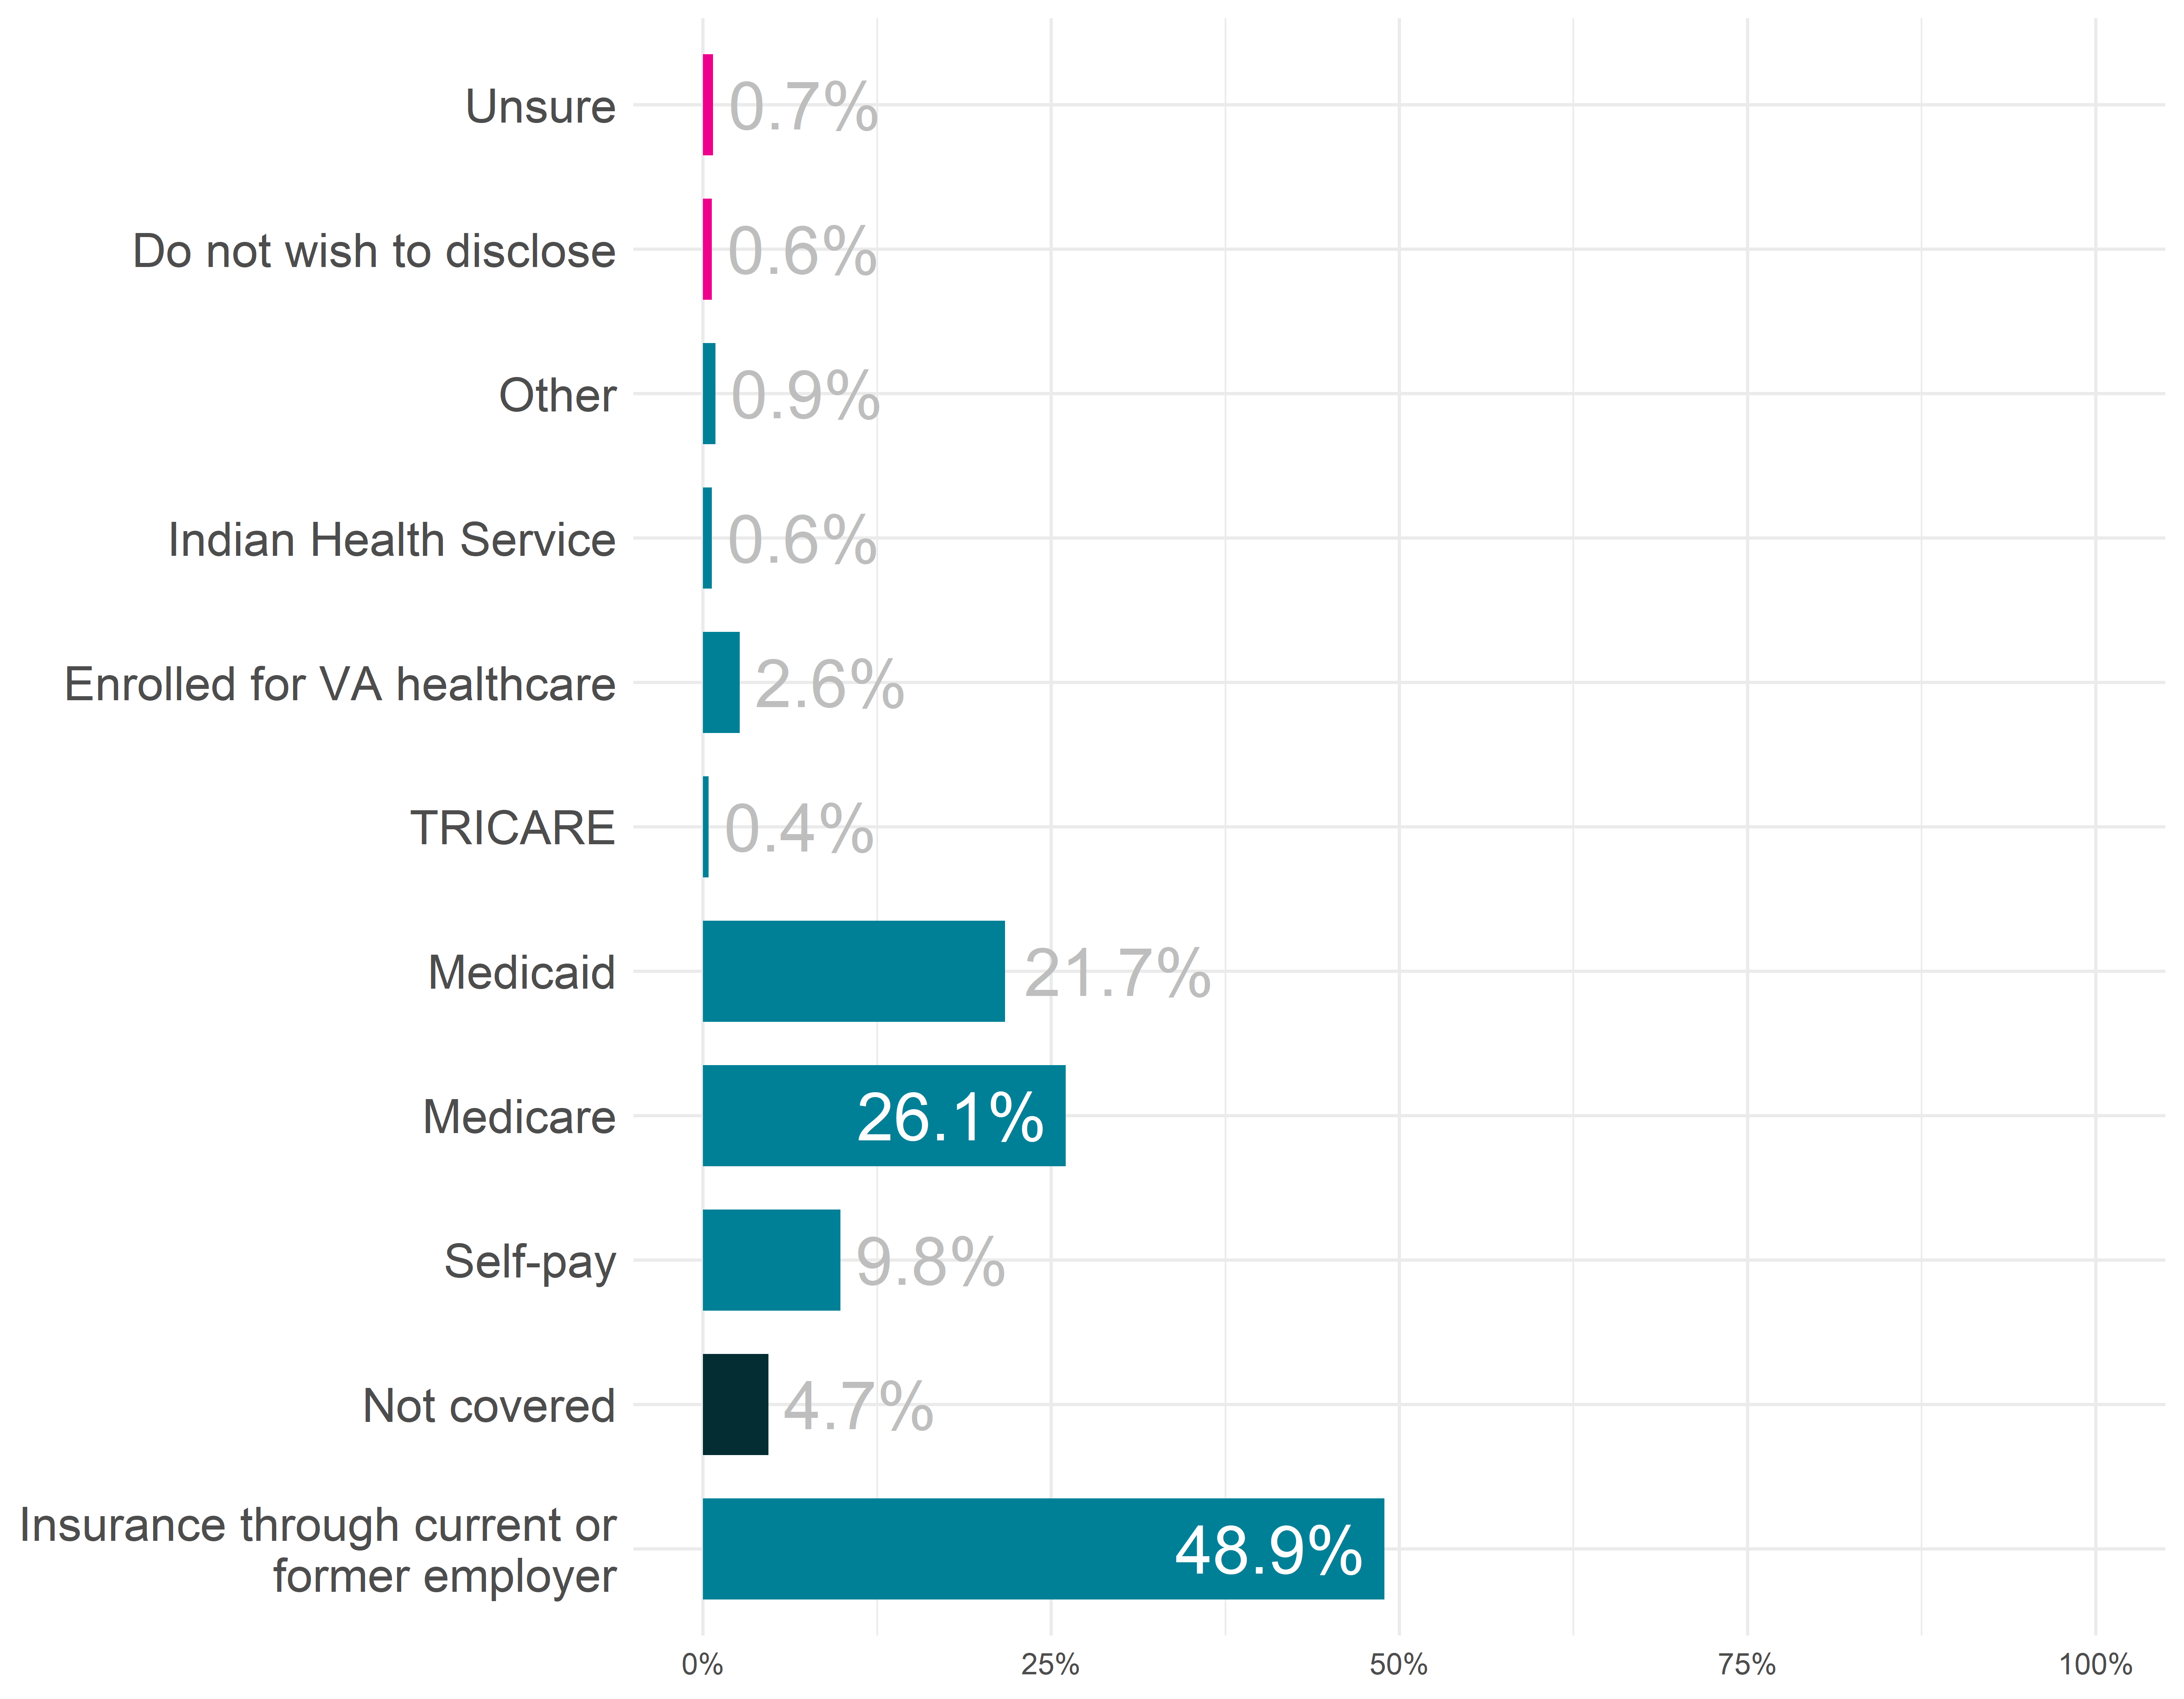 Unsure
0.7%
Do not wish to disclose
0.6%
Other
0.9%
Indian Health Service
0.6%
Enrolled for VA healthcare
2.6%
TRICARE
0.4%
Medicaid
21.7%
Medicare
26.1%
Self-pay
9.8%
Not covered
4.7%
Insurance through current or
former employer
48.9%
0%
25%
50%
75%
100%